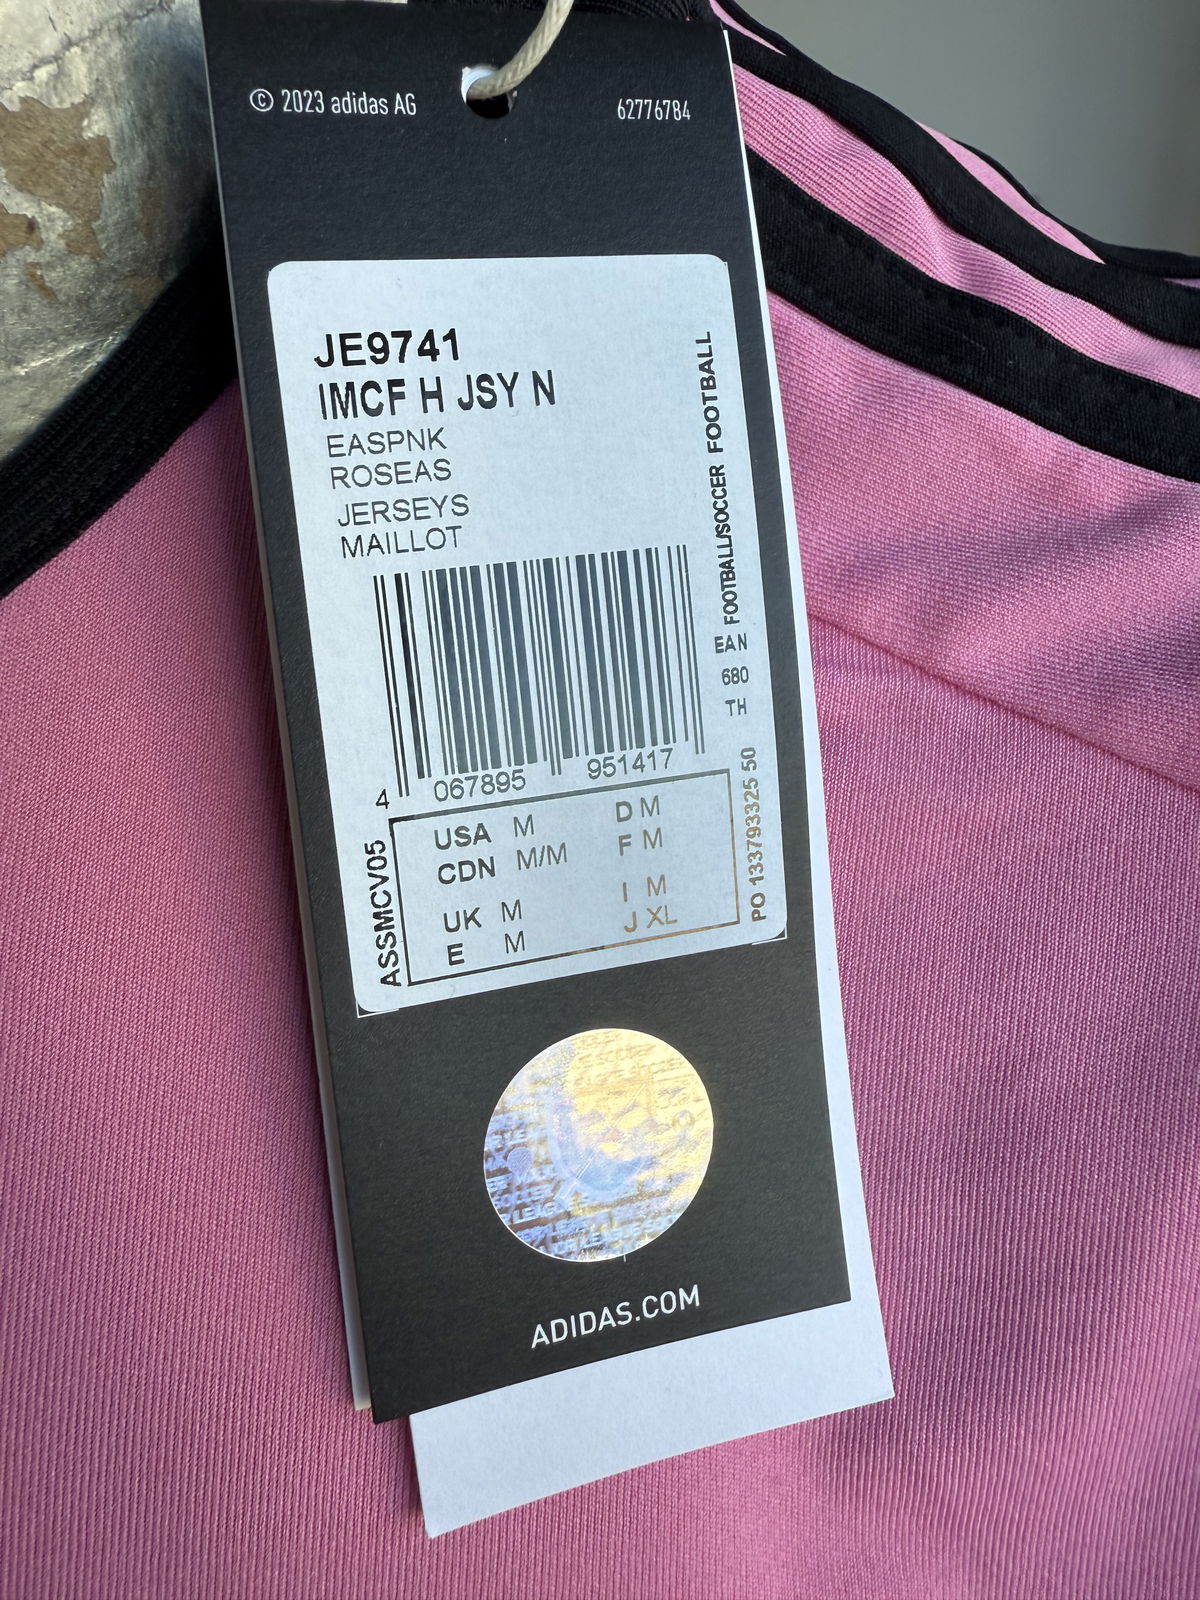 © 2023 adidas AG
62776784
JE9741
IMCF H JSY N
EASPNK
ROSEAS
JERSEYS
MAILLOT
FOOTBALL/SOCCER FOOTBALL
EAN
680
TH
4 067895 951417
PO 133793325 50
ASSMCV05
USA M D M
CDN M/M F M
UK M I M
E M J XL
ADIDAS.COM